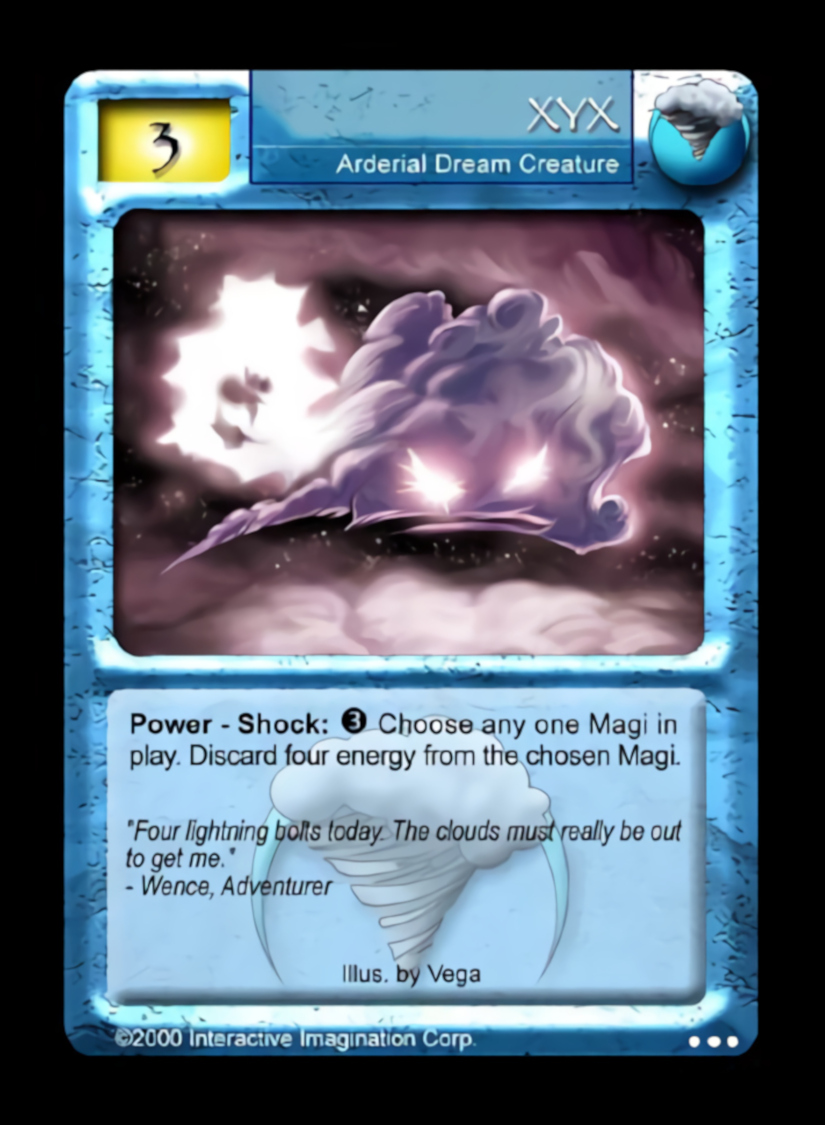 3
XYX
Arderial Dream Creature
Power - Shock: ❸ Choose any one Magi in
play. Discard four energy from the chosen Magi.
"Four lightning bolts today. The clouds must really be out
to get me."
- Wence, Adventurer
Illus. by Vega
©2000 Interactive Imagination Corp.